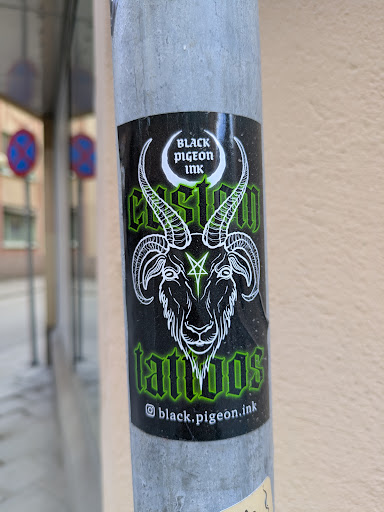 BLACK
PIGEON
INK
custom
tattoos
black.pigeon.ink